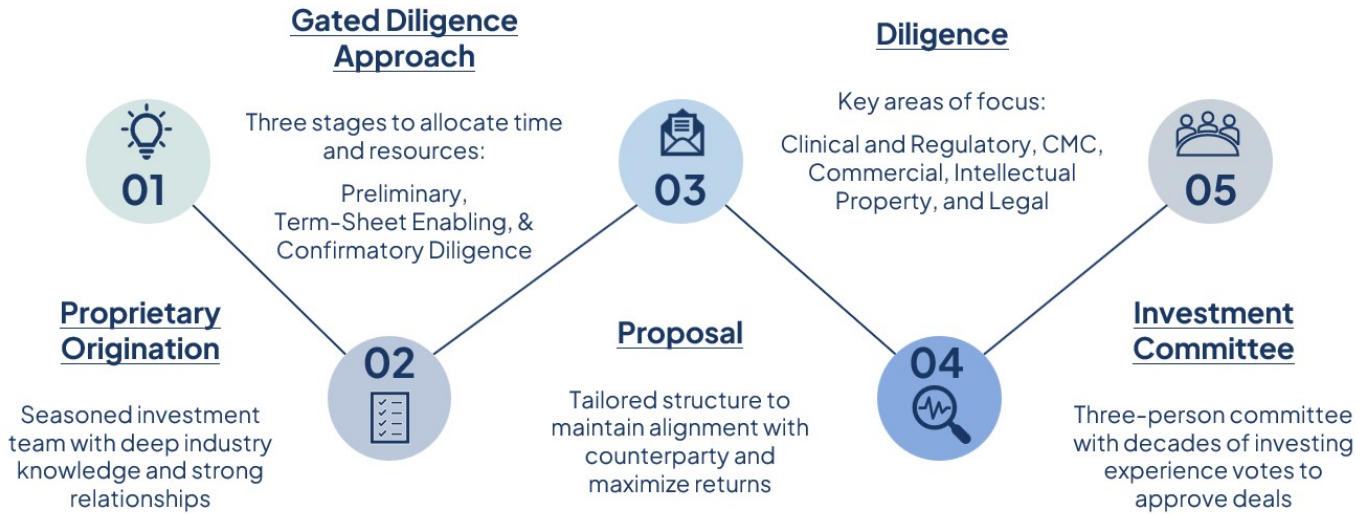 01
Proprietary
Origination
Seasoned investment
team with deep industry
knowledge and strong
relationships
Gated Diligence
Approach
Three stages to allocate time
and resources:
Preliminary,
Term-Sheet Enabling, &
Confirmatory Diligence
02
03
Proposal
Tailored structure to
maintain alignment with
counterparty and
maximize returns
Diligence
Key areas of focus:
Clinical and Regulatory, CMC,
Commercial, Intellectual
Property, and Legal
04
05
Investment
Committee
Three-person committee
with decades of investing
experience votes to
approve deals